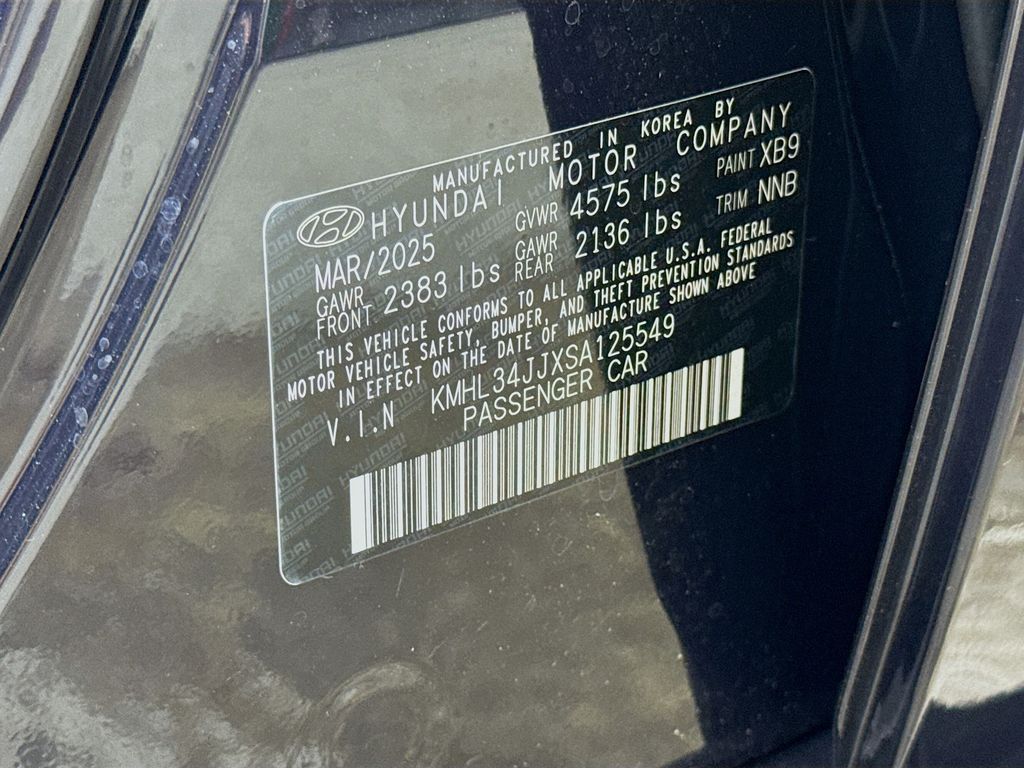 MANUFACTURED IN KOREA BY
HYUNDAI MOTOR COMPANY
MAR/2025 GVWR 4575 lbs PAINT XB9
GAWR FRONT 2383 lbs GAWR REAR 2136 lbs TRIM NNB
THIS VEHICLE CONFORMS TO ALL APPLICABLE U.S.A. FEDERAL
MOTOR VEHICLE SAFETY, BUMPER, AND THEFT PREVENTION STANDARDS
IN EFFECT ON THE DATE OF MANUFACTURE SHOWN ABOVE
V.I.N KMHL34JJXSA125549
PASSENGER CAR